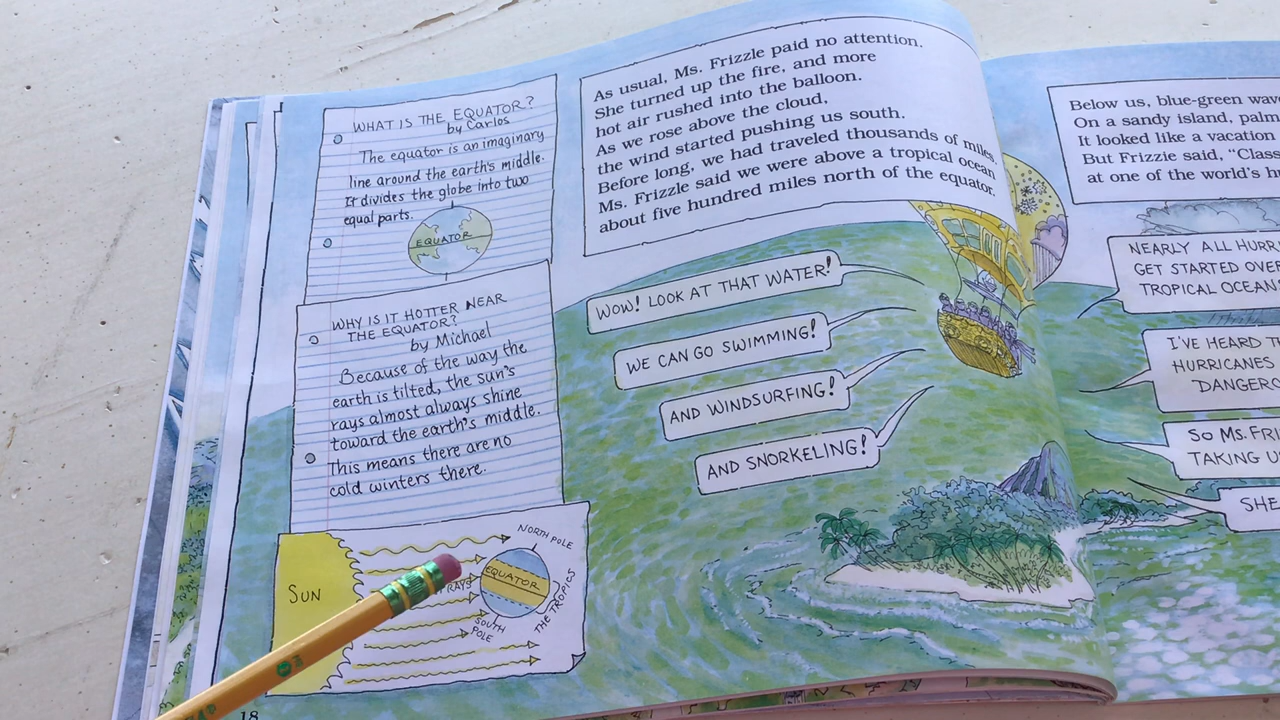 WHAT IS THE EQUATOR?
by Carlos
The equator is an imaginary
line around the earth's middle.
It divides the globe into two
equal parts.
EQUATOR
WHY IS IT HOTTER NEAR
THE EQUATOR?
by Michael
Because of the way the
earth is tilted, the sun's
rays almost always shine
toward the earth's middle.
This means there are no
cold winters there.
SUN
NORTH POLE
EQUATOR
SOUTH
POLE
THE TROPICS
18
As usual, Ms. Frizzle paid no attention.
She turned up the fire, and more
hot air rushed into the balloon.
As we rose above the cloud,
the wind started pushing us south.
Before long, we had traveled thousands of miles.
Ms. Frizzle said we were above a tropical ocean
about five hundred miles north of the equator.
WOW! LOOK AT THAT WATER!
WE CAN GO SWIMMING!
AND WINDSURFING!
AND SNORKELING!
Below us, blue-green
On a sandy island,
It looked like a vacation
But Frizzie said,
at one of the world's
NEARLY ALL
GET STARTED
TROPICAL OCEAN
I'VE HEARD
HURRICANES
SO MS.
TAKING
SHE